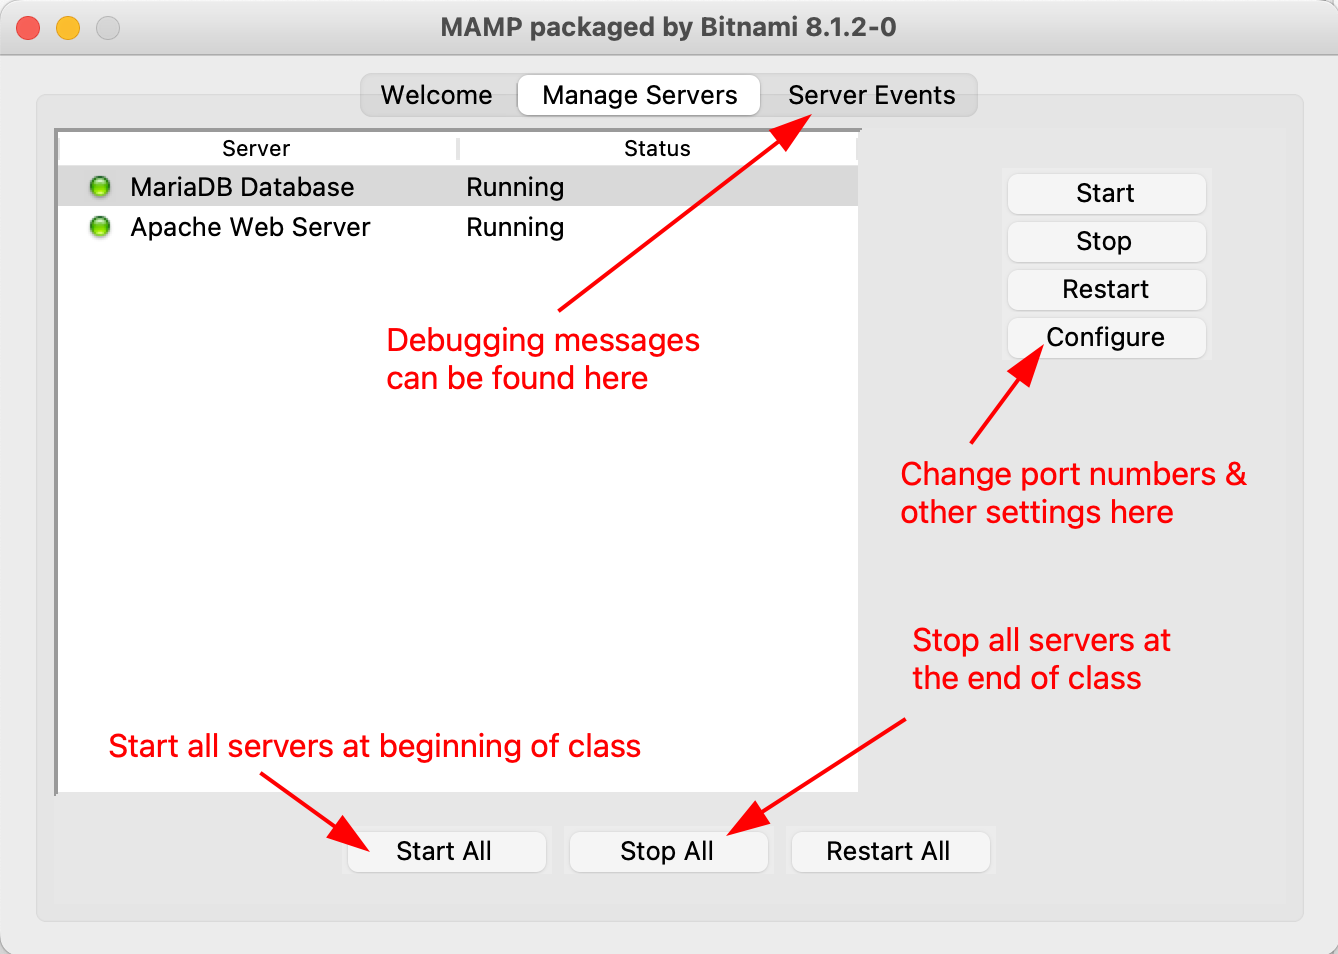 MAMP packaged by Bitnami 8.1.2-0
Welcome
Manage Servers
Server Events
Server
Status
MariaDB Database
Running
Apache Web Server
Running
Start
Stop
Restart
Configure
Debugging messages
can be found here
Change port numbers &
other settings here
Stop all servers at
the end of class
Start all servers at beginning of class
Start All
Stop All
Restart All